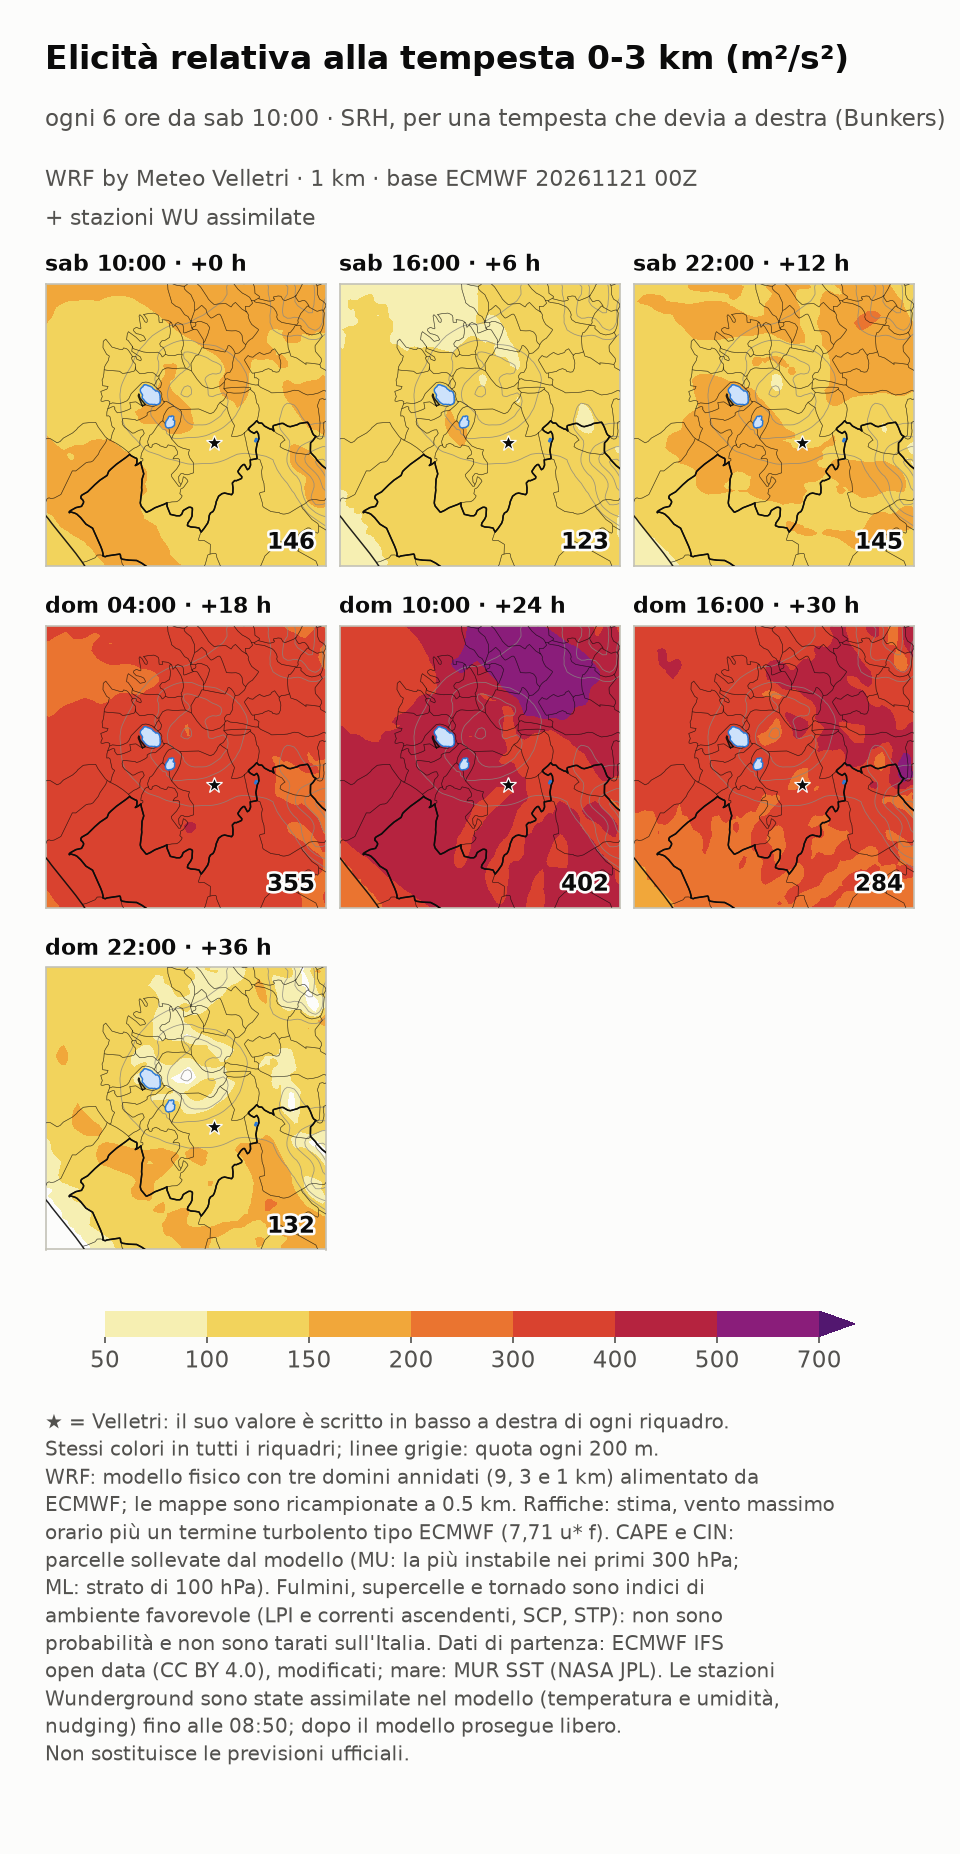 Elicità relativa alla tempesta 0-3 km (m²/s²)
ogni 6 ore da sab 10:00 · SRH, per una tempesta che devia a destra (Bunkers)
WRF by Meteo Velletri · 1 km · base ECMWF 20261121 00Z
+ stazioni WU assimilate
sab 10:00 · +0 h
sab 16:00 · +6 h
sab 22:00 · +12 h
146
123
145
dom 04:00 · +18 h
dom 10:00 · +24 h
dom 16:00 · +30 h
355
402
284
dom 22:00 · +36 h
132
50 100 150 200 300 400 500 700
★ = Velletri: il suo valore è scritto in basso a destra di ogni riquadro.
Stessi colori in tutti i riquadri; linee grigie: quota ogni 200 m.
WRF: modello fisico con tre domini annidati (9, 3 e 1 km) alimentato da
ECMWF; le mappe sono ricampionate a 0.5 km. Raffiche: stima, vento massimo
orario più un termine turbolento tipo ECMWF (7,71 u* f). CAPE e CIN:
parcelle sollevate dal modello (MU: la più instabile nei primi 300 hPa;
ML: strato di 100 hPa). Fulmini, supercelle e tornado sono indici di
ambiente favorevole (LPI e correnti ascendenti, SCP, STP): non sono
probabilità e non sono tarati sull'Italia. Dati di partenza: ECMWF IFS
open data (CC BY 4.0), modificati; mare: MUR SST (NASA JPL). Le stazioni
Wunderground sono state assimilate nel modello (temperatura e umidità,
nudging) fino alle 08:50; dopo il modello prosegue libero.
Non sostituisce le previsioni ufficiali.